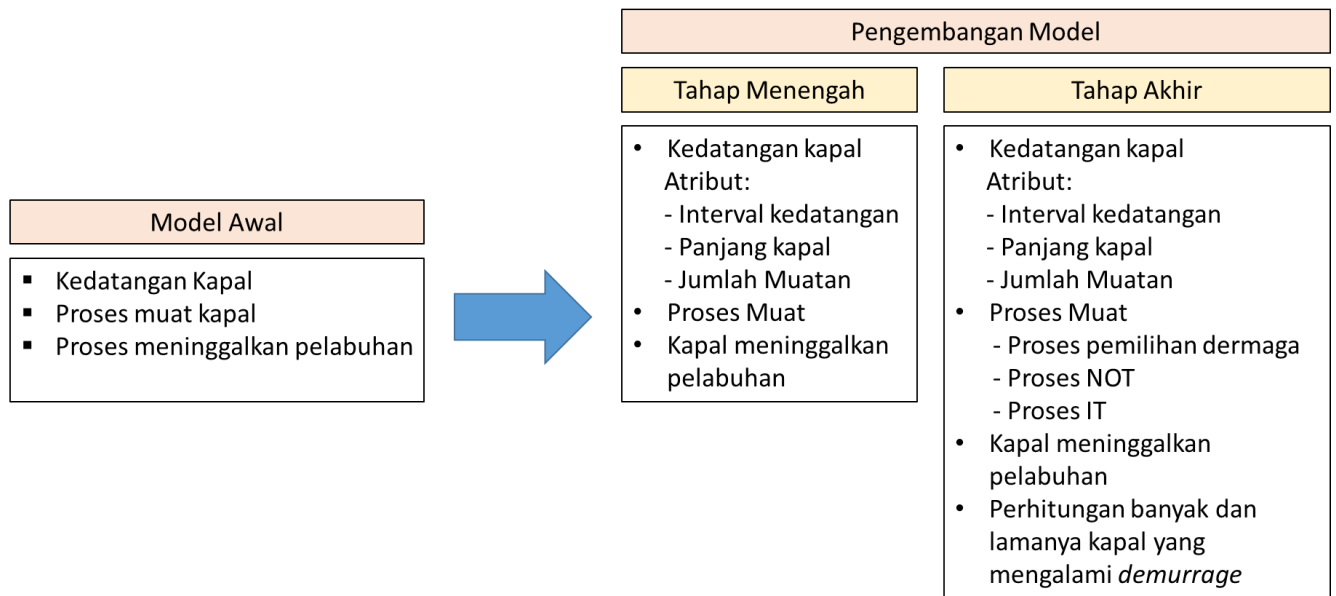 Model Awal
▪ Kedatangan Kapal
▪ Proses muat kapal
▪ Proses meninggalkan pelabuhan
Pengembangan Model
Tahap Menengah
• Kedatangan kapal
Atribut:
- Interval kedatangan
- Panjang kapal
- Jumlah Muatan
• Proses Muat
• Kapal meninggalkan
pelabuhan
Tahap Akhir
• Kedatangan kapal
Atribut:
- Interval kedatangan
- Panjang kapal
- Jumlah Muatan
• Proses Muat
- Proses pemilihan dermaga
- Proses NOT
- Proses IT
• Kapal meninggalkan
pelabuhan
• Perhitungan banyak dan
lamanya kapal yang
mengalami demurrage